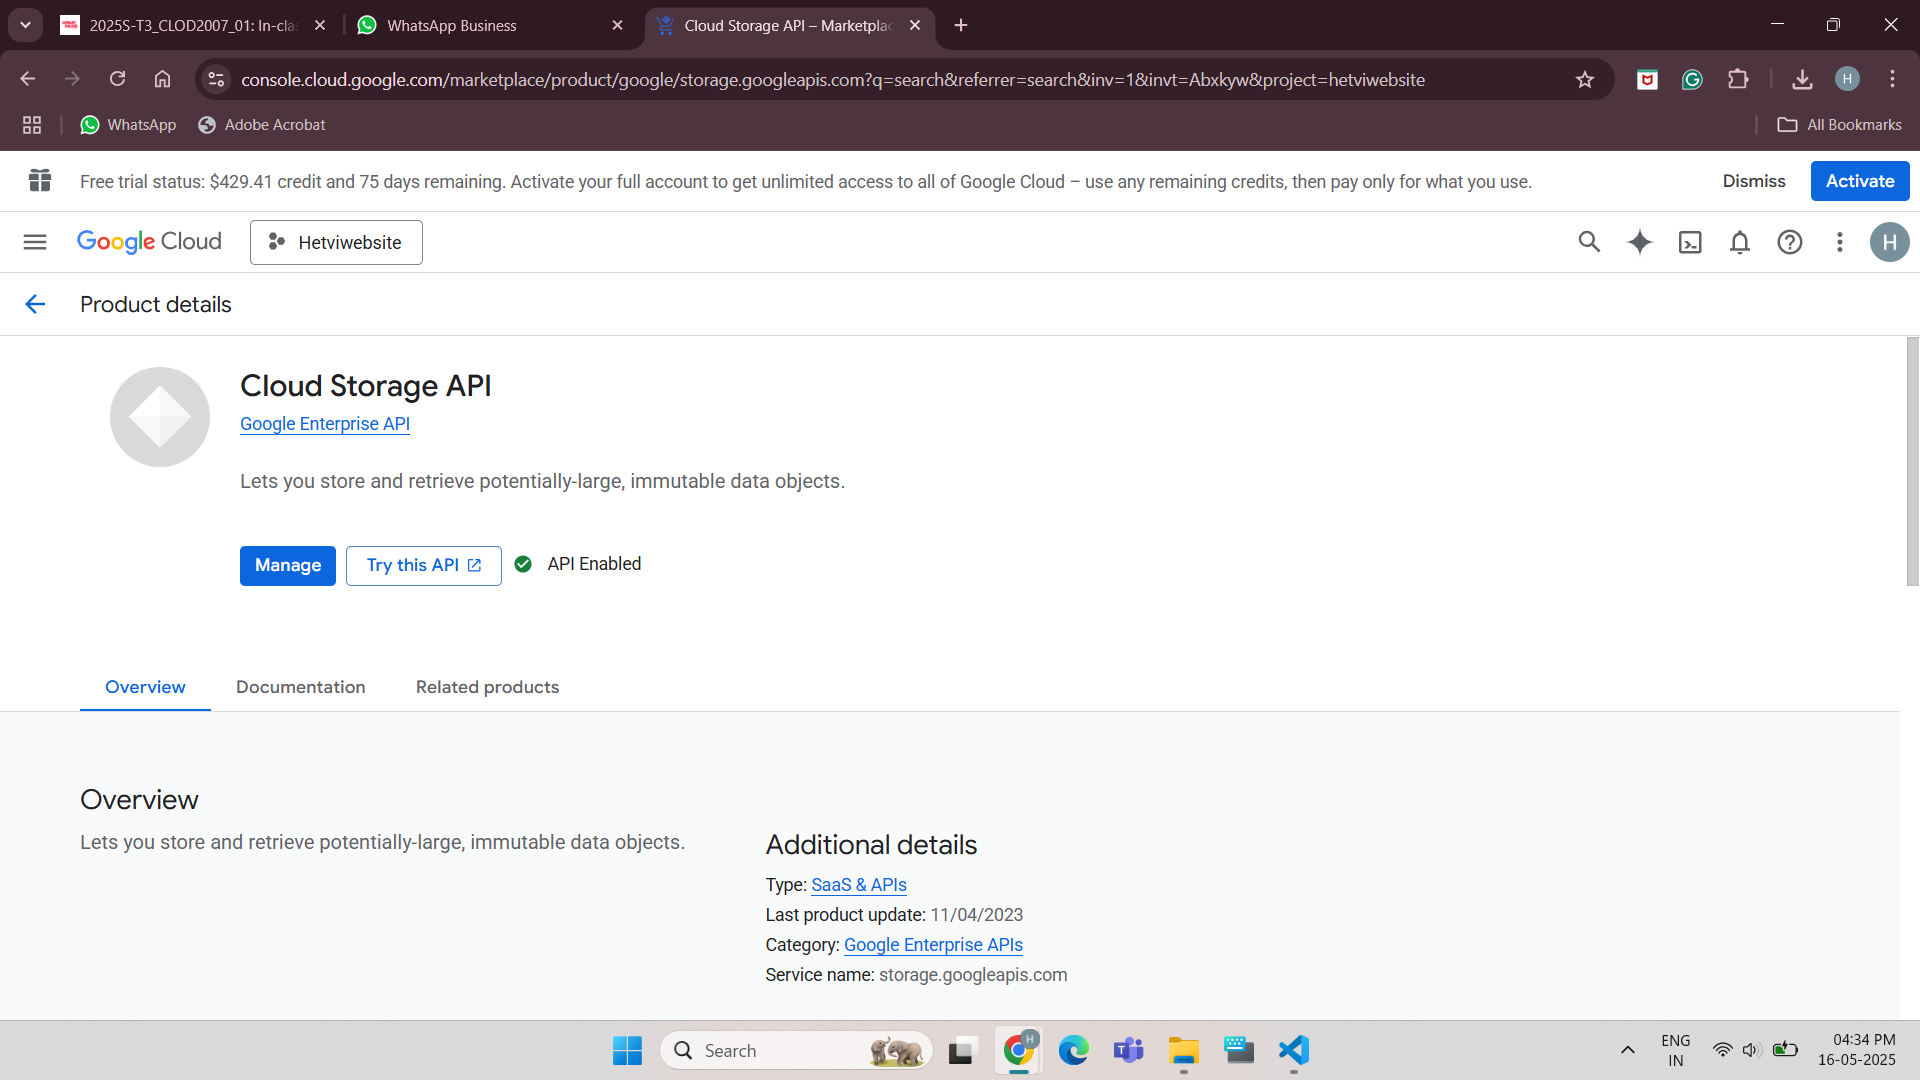 2025S-T3_CLOD2007_01: In-cla
WhatsApp Business
Cloud Storage API – Marketplac
console.cloud.google.com/marketplace/product/google/storage.googleapis.com?q=search&referrer=search&inv=1&invt=Abxkyw&project=hetviwebsite
H
WhatsApp
Adobe Acrobat
All Bookmarks
Free trial status: $429.41 credit and 75 days remaining. Activate your full account to get unlimited access to all of Google Cloud – use any remaining credits, then pay only for what you use.
Dismiss
Activate
Google Cloud
Hetviwebsite
H
Product details
Cloud Storage API
Google Enterprise API
Lets you store and retrieve potentially-large, immutable data objects.
Manage
Try this API
API Enabled
Overview
Documentation
Related products
Overview
Lets you store and retrieve potentially-large, immutable data objects.
Additional details
Type: SaaS & APIs
Last product update: 11/04/2023
Category: Google Enterprise APIs
Service name: storage.googleapis.com
Search
H
ENG
IN
04:34 PM
16-05-2025